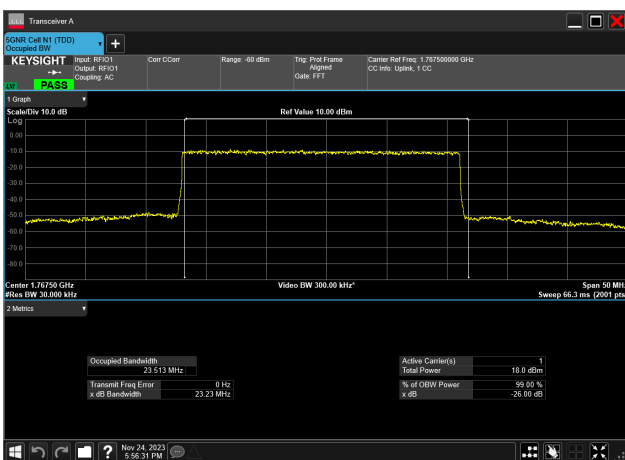 Transceiver A
5GNR Cell N1 (TDD)
Occupied BW
KEYSIGHT
LXI
PASS
Input: RFIO1
Output: RFIO1
Coupling: AC
Corr CCorr
Range: -60 dBm
Trig: Prot Frame
Aligned
Gate: FFT
Carrier Ref Freq: 1.767500000 GHz
CC Info: Uplink, 1 CC
1 Graph
Scale/Div 10.0 dB
Ref Value 10.00 dBm
Log
0.00
-10.0
-20.0
-30.0
-40.0
-50.0
-60.0
-70.0
-80.0
Center 1.76750 GHz
Video BW 300.00 kHz*
Span 50 MH
#Res BW 30.000 kHz
Sweep 66.3 ms (2001 pts
2 Metrics
Occupied Bandwidth
23.513 MHz
Active Carrier(s) 1
Total Power 18.0 dBm
Transmit Freq Error 0 Hz
x dB Bandwidth 23.23 MHz
% of OBW Power 99.00 %
x dB -26.00 dB
Nov 24, 2023
5:56:31 PM